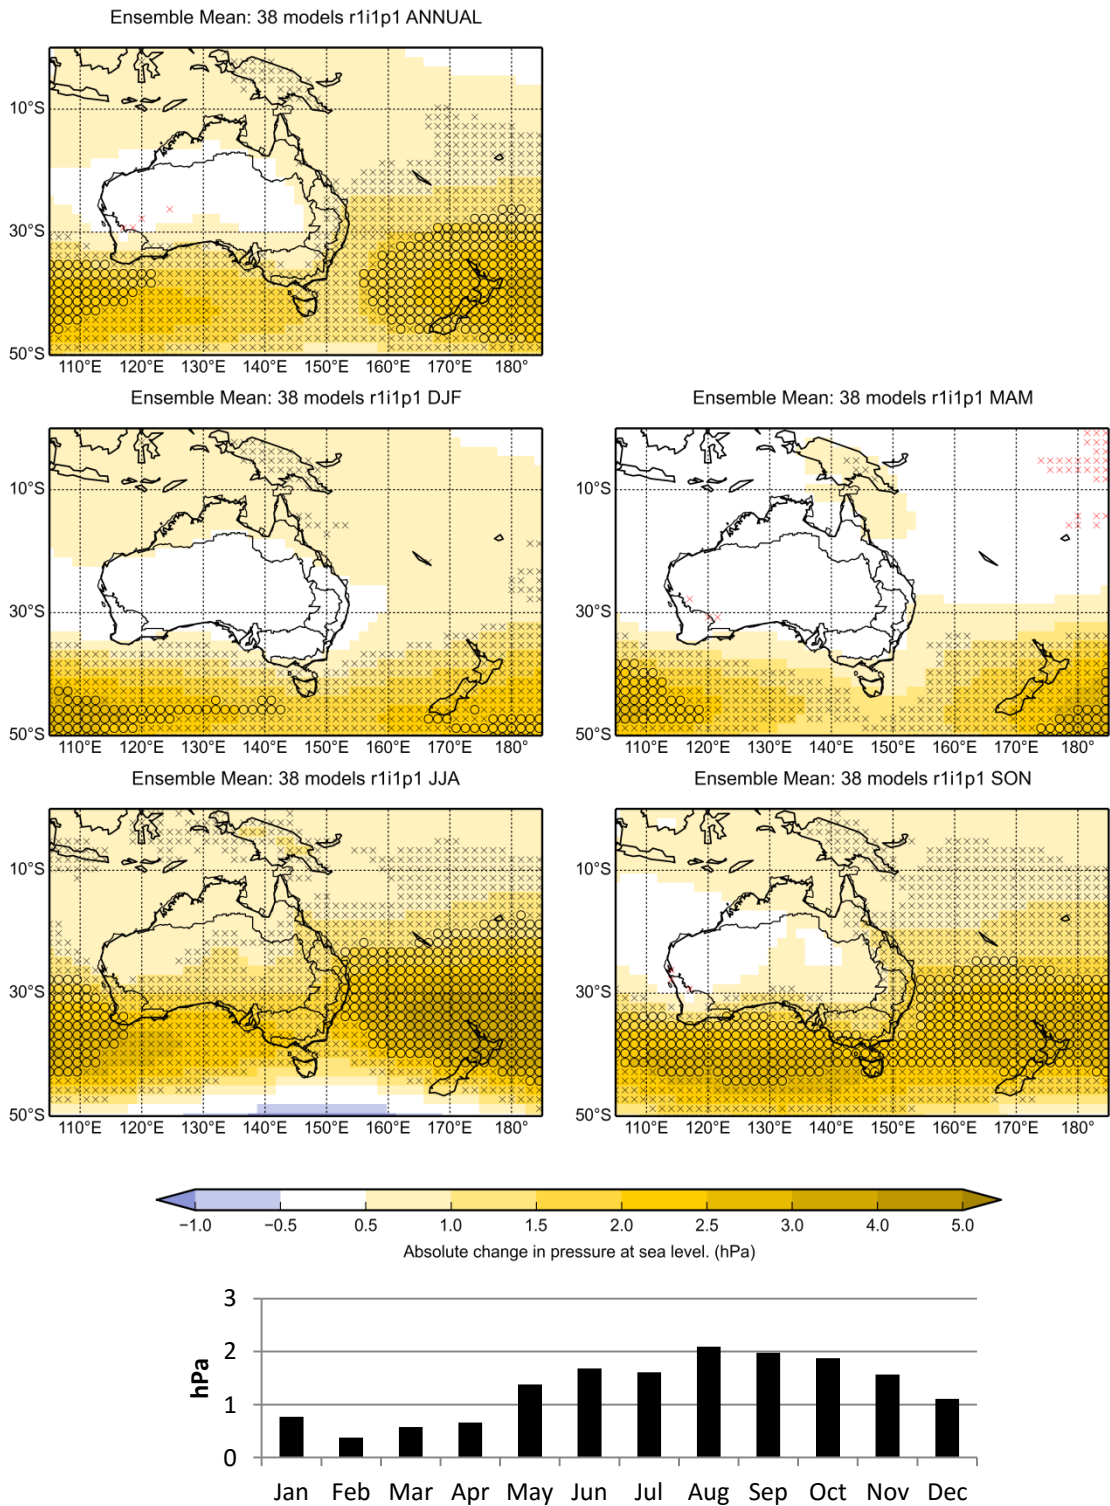 Ensemble Mean: 38 models r1i1p1 ANNUAL
10°S
30°S
50°S
110°E 120°E 130°E 140°E 150°E 160°E 170°E 180°
Ensemble Mean: 38 models r1i1p1 DJF
Ensemble Mean: 38 models r1i1p1 MAM
10°S
30°S
50°S
110°E 120°E 130°E 140°E 150°E 160°E 170°E 180°
10°S
30°S
50°S
110°E 120°E 130°E 140°E 150°E 160°E 170°E 180°
Ensemble Mean: 38 models r1i1p1 JJA
Ensemble Mean: 38 models r1i1p1 SON
10°S
30°S
50°S
110°E 120°E 130°E 140°E 150°E 160°E 170°E 180°
10°S
30°S
50°S
110°E 120°E 130°E 140°E 150°E 160°E 170°E 180°
−1.0 −0.5 0.5 1.0 1.5 2.0 2.5 3.0 4.0 5.0
Absolute change in pressure at sea level. (hPa)
hPa
3
2
1
0
Jan Feb Mar Apr May Jun Jul Aug Sep Oct Nov Dec